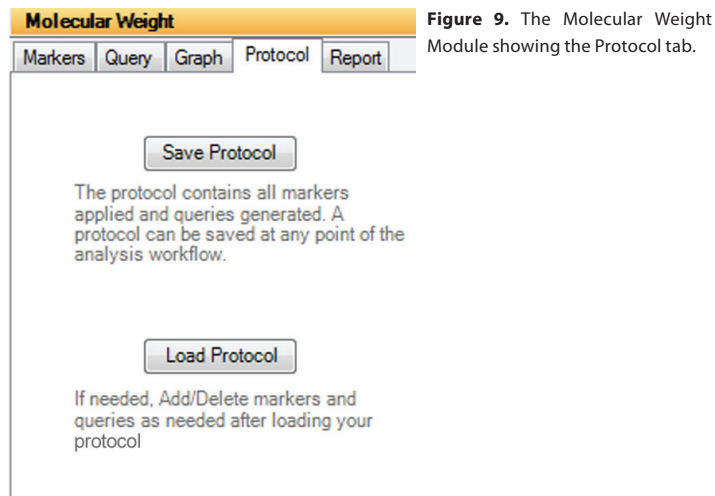 Molecular Weight
Markers Query Graph Protocol Report
Save Protocol
The protocol contains all markers
applied and queries generated. A
protocol can be saved at any point of the
analysis workflow.
Load Protocol
If needed, Add/Delete markers and
queries as needed after loading your
protocol
Figure 9. The Molecular Weight
Module showing the Protocol tab.